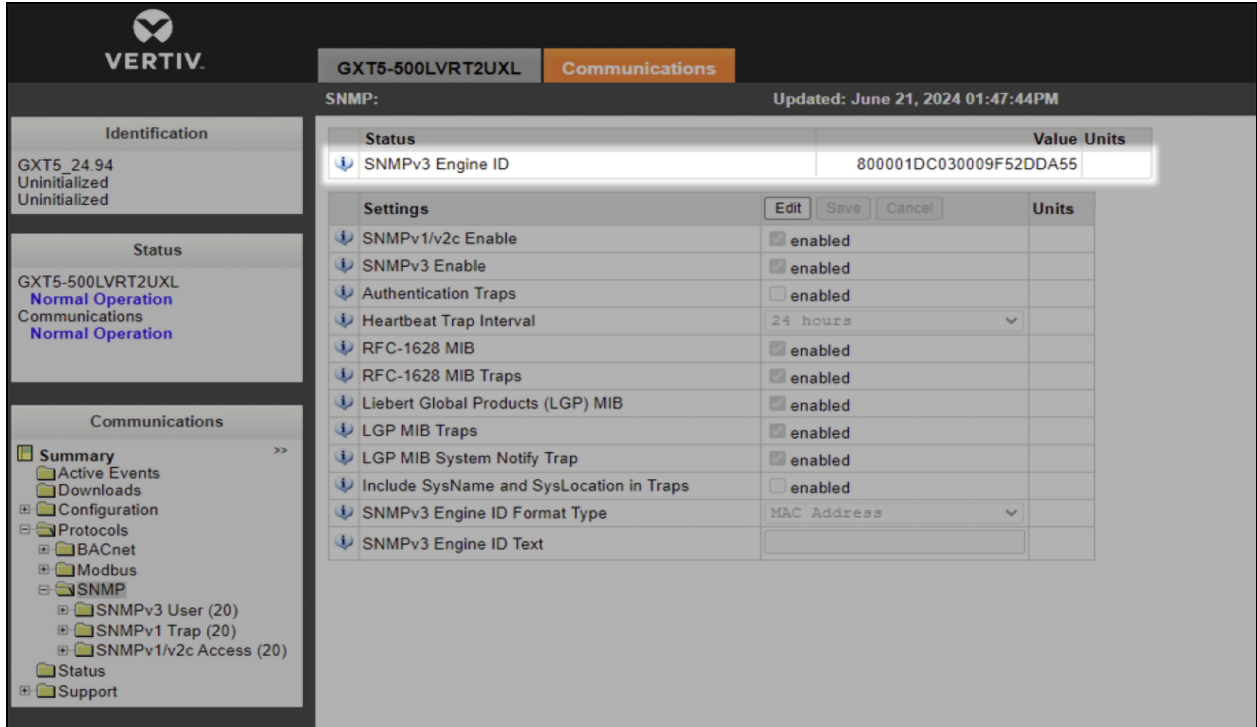 VERTIV.
GXT5-500LVRT2UXL Communications
SNMP: Updated: June 21, 2024 01:47:44PM
Identification
GXT5_24.94
Uninitialized
Uninitialized
Status
GXT5-500LVRT2UXL
Normal Operation
Communications
Normal Operation
Communications
Summary >>
Active Events
Downloads
Configuration
Protocols
BACnet
Modbus
SNMP
SNMPv3 User (20)
SNMPv1 Trap (20)
SNMPv1/v2c Access (20)
Status
Support
Status Value Units
SNMPv3 Engine ID 800001DC030009F52DDA55
Settings Edit Save Cancel Units
SNMPv1/v2c Enable enabled
SNMPv3 Enable enabled
Authentication Traps enabled
Heartbeat Trap Interval 24 hours
RFC-1628 MIB enabled
RFC-1628 MIB Traps enabled
Liebert Global Products (LGP) MIB enabled
LGP MIB Traps enabled
LGP MIB System Notify Trap enabled
Include SysName and SysLocation in Traps enabled
SNMPv3 Engine ID Format Type MAC Address
SNMPv3 Engine ID Text